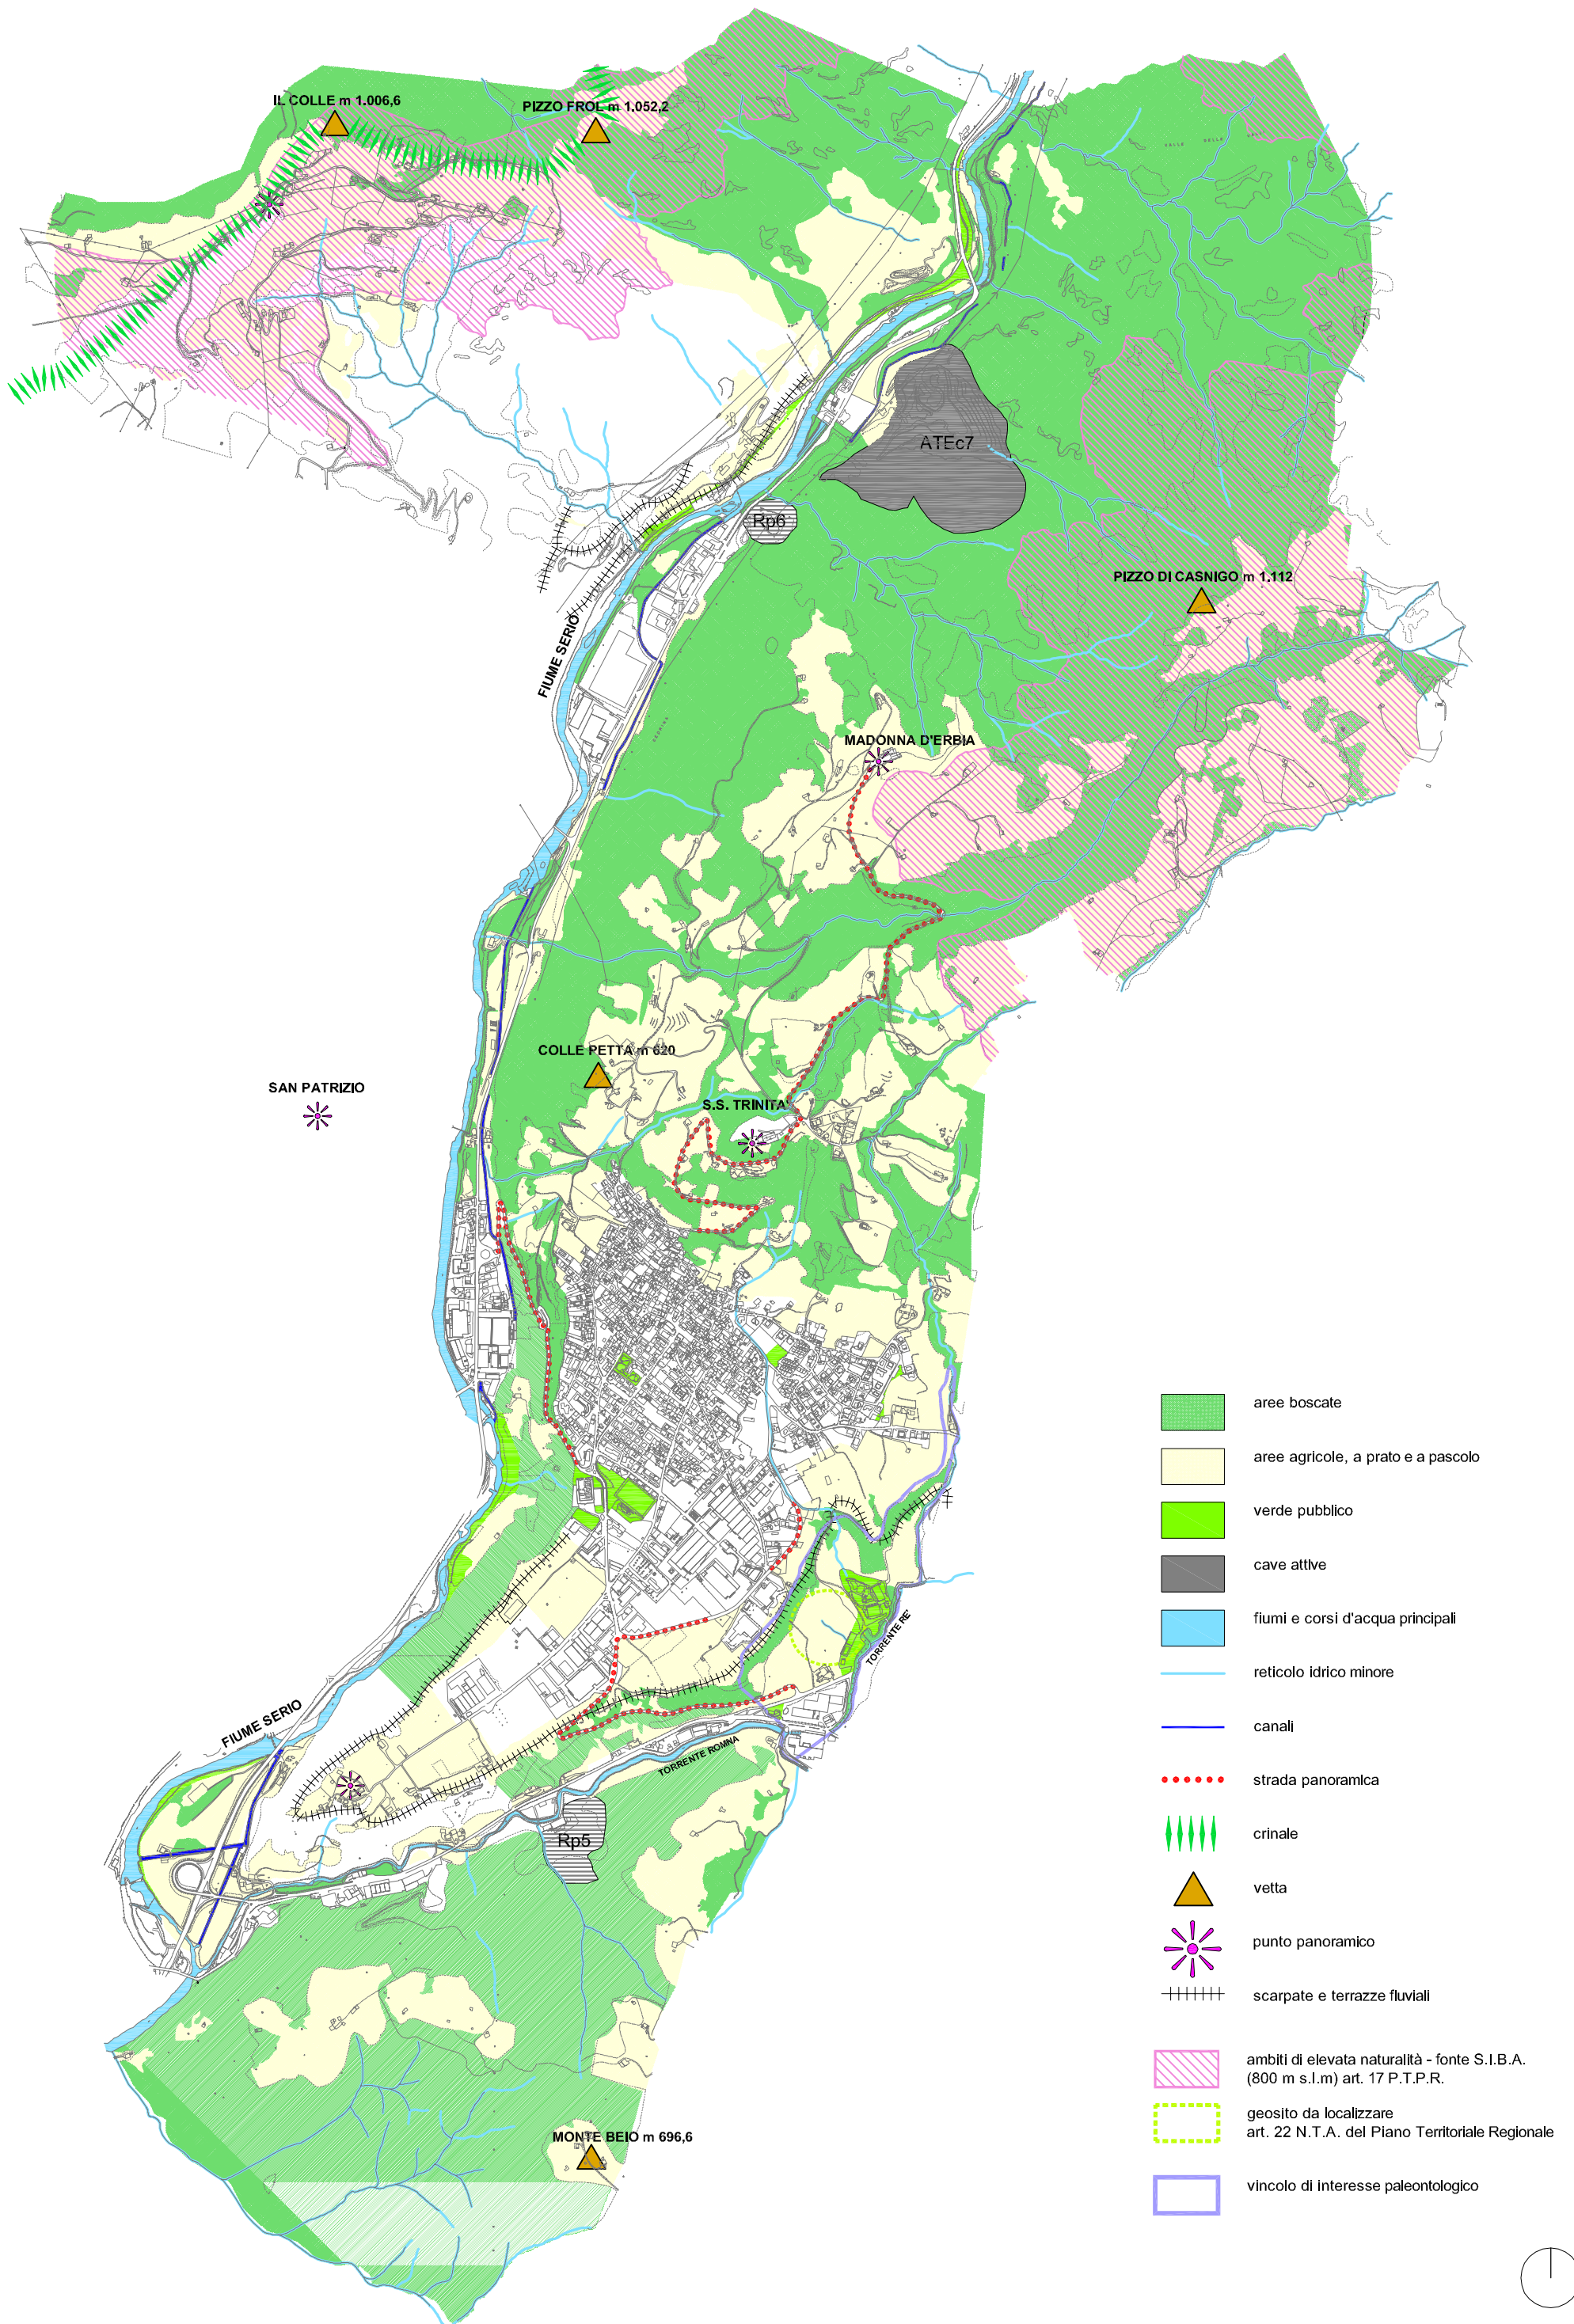 IL COLLE m 1.006,6
PIZZO FROL m 1.052,2
VALLE DELLE VALLI
ATEc7
Rp6
PIZZO DI CASNIGO m 1.112
FIUME SERIO
MADONNA D'ERBIA
COLLE PETTA m 620
SAN PATRIZIO
S.S. TRINITA'
TORRENTE RE'
FIUME SERIO
TORRENTE ROMNA
Rp5
MONTE BEIO m 696,6
aree boscate
aree agricole, a prato e a pascolo
verde pubblico
cave attive
fiumi e corsi d'acqua principali
reticolo idrico minore
canali
strada panoramica
crinale
vetta
punto panoramico
scarpate e terrazze fluviali
ambiti di elevata naturalità - fonte S.I.B.A.
(800 m s.l.m) art. 17 P.T.P.R.
geosito da localizzare
art. 22 N.T.A. del Piano Territoriale Regionale
vincolo di interesse paleontologico